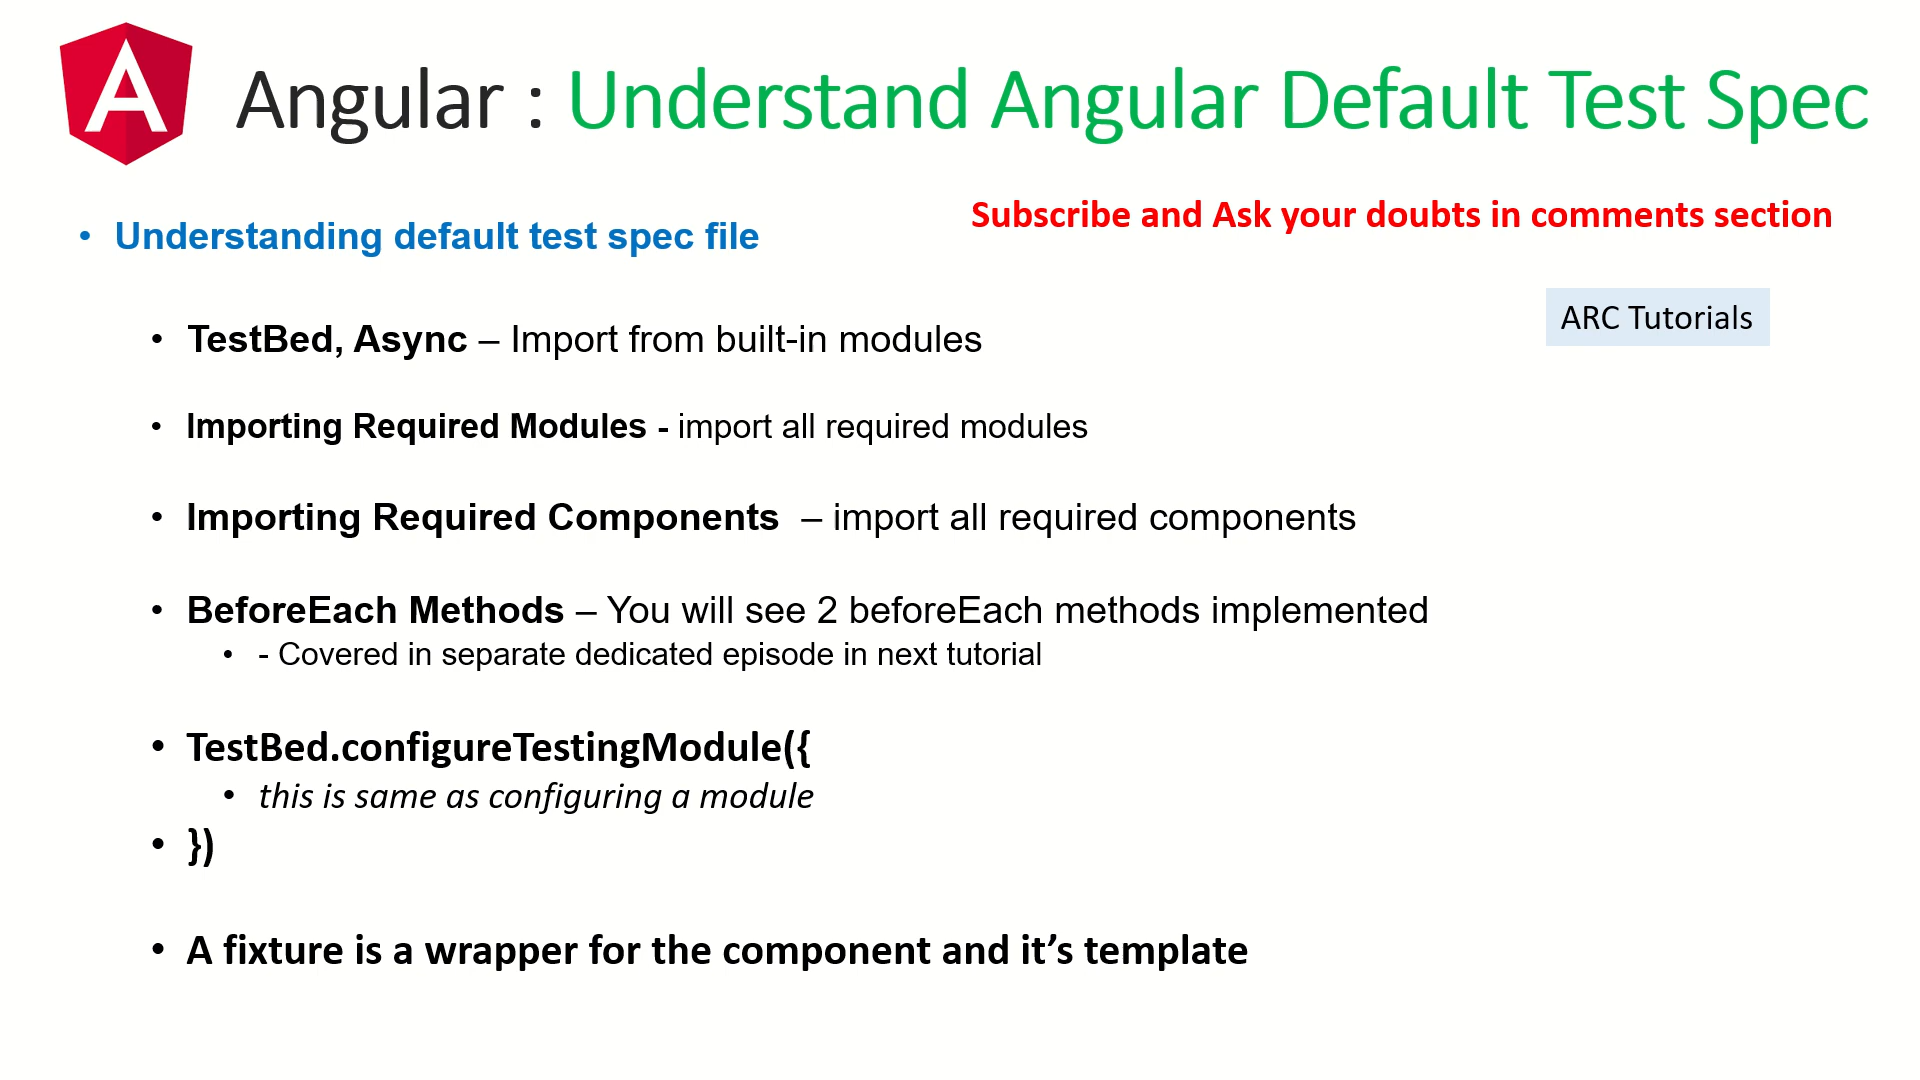 Angular : Understand Angular Default Test Spec
Subscribe and Ask your doubts in comments section
• Understanding default test spec file
ARC Tutorials
• TestBed, Async – Import from built-in modules
• Importing Required Modules - import all required modules
• Importing Required Components – import all required components
• BeforeEach Methods – You will see 2 beforeEach methods implemented
• - Covered in separate dedicated episode in next tutorial
• TestBed.configureTestingModule({
• this is same as configuring a module
• })
• A fixture is a wrapper for the component and it’s template